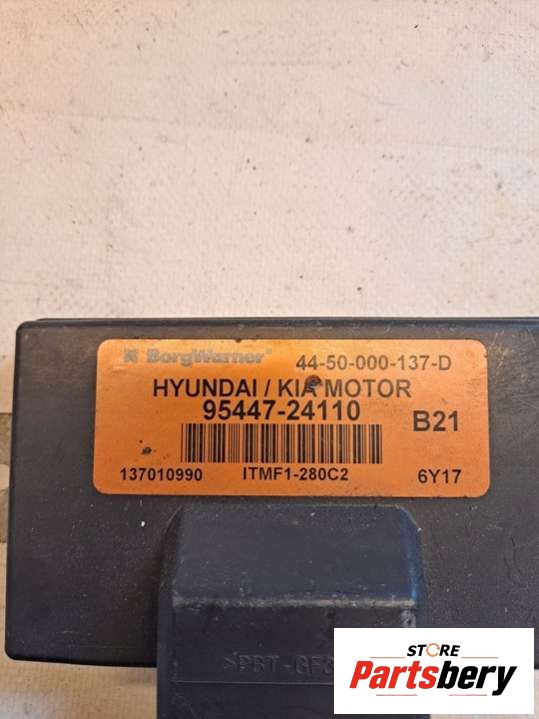 BorgWarner 44-50-000-137-D
HYUNDAI / KIA MOTOR
95447-24110
B21
137010990 ITMF1-280C2 6Y17
STORE
Partsbery